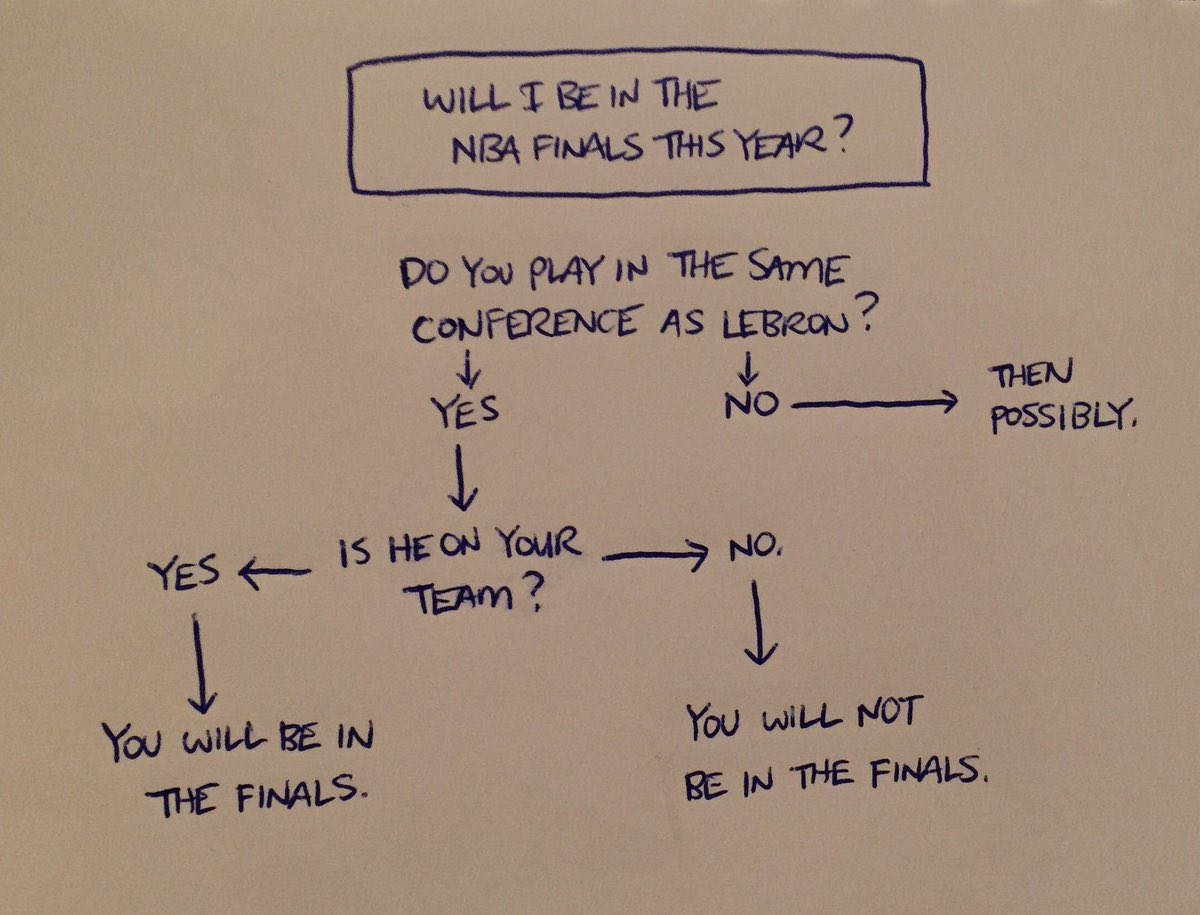 WILL I BE IN THE
NBA FINALS THIS YEAR?
DO YOU PLAY IN THE SAME
CONFERENCE AS LEBRON?
YES
NO
THEN
POSSIBLY.
YES
IS HE ON YOUR
TEAM?
NO.
YOU WILL BE IN
THE FINALS.
YOU WILL NOT
BE IN THE FINALS.